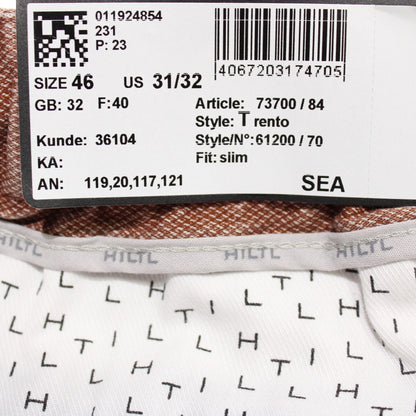 011924854
231
P: 23
SIZE 46 US 31/32
4067203174705
GB: 32 F:40
Article: 73700 / 84
Style: Trento
Kunde: 36104
Style/N°:61200 / 70
KA:
Fit: slim
AN: 119,20,117,121
SEA
HILTL HILTL HILTL